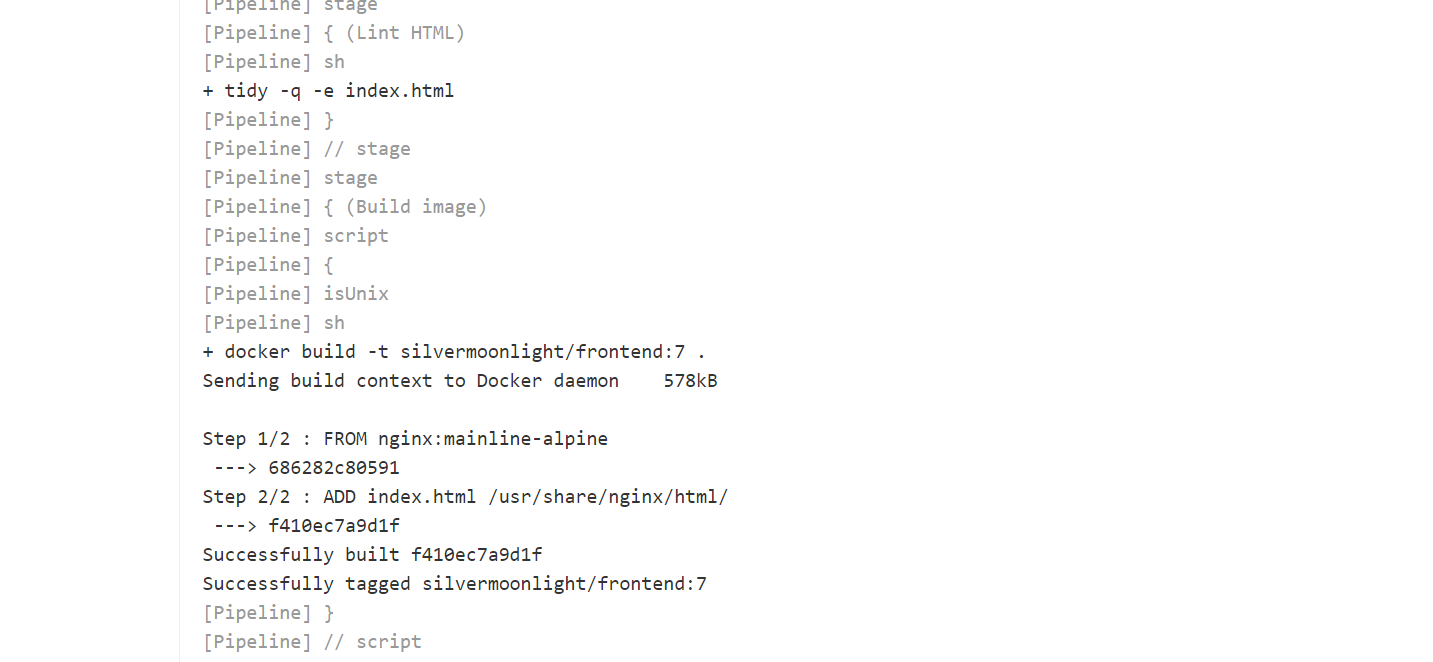 [Pipeline] stage
[Pipeline] { (Lint HTML)
[Pipeline] sh
+ tidy -q -e index.html
[Pipeline] }
[Pipeline] // stage
[Pipeline] stage
[Pipeline] { (Build image)
[Pipeline] script
[Pipeline] {
[Pipeline] isUnix
[Pipeline] sh
+ docker build -t silvermoonlight/frontend:7 .
Sending build context to Docker daemon    578kB
Step 1/2 : FROM nginx:mainline-alpine
 ---> 686282c80591
Step 2/2 : ADD index.html /usr/share/nginx/html/
 ---> f410ec7a9d1f
Successfully built f410ec7a9d1f
Successfully tagged silvermoonlight/frontend:7
[Pipeline] }
[Pipeline] // script